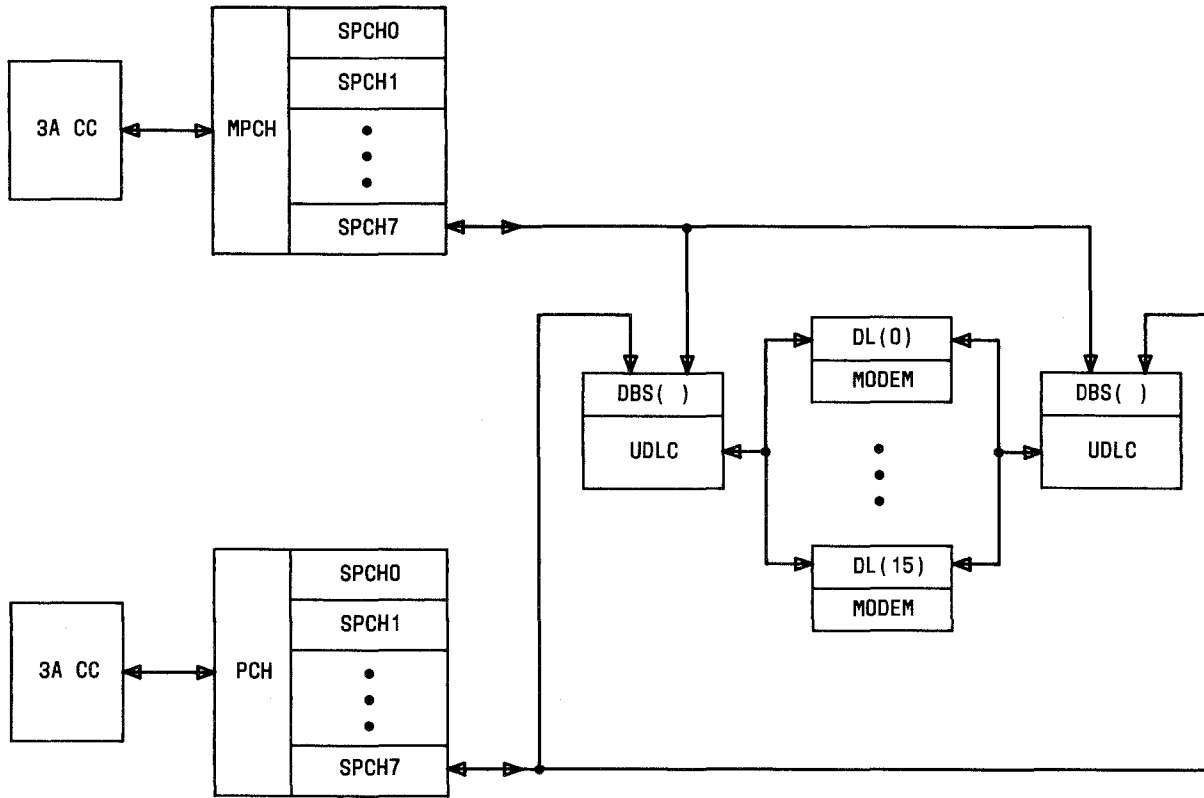 SPCH0
SPCH1
3A CC
MPCH
SPCH7
DL(0)
MODEM
DBS( )
UDLC
DBS( )
UDLC
DL(15)
MODEM
SPCH0
SPCH1
3A CC
PCH
SPCH7